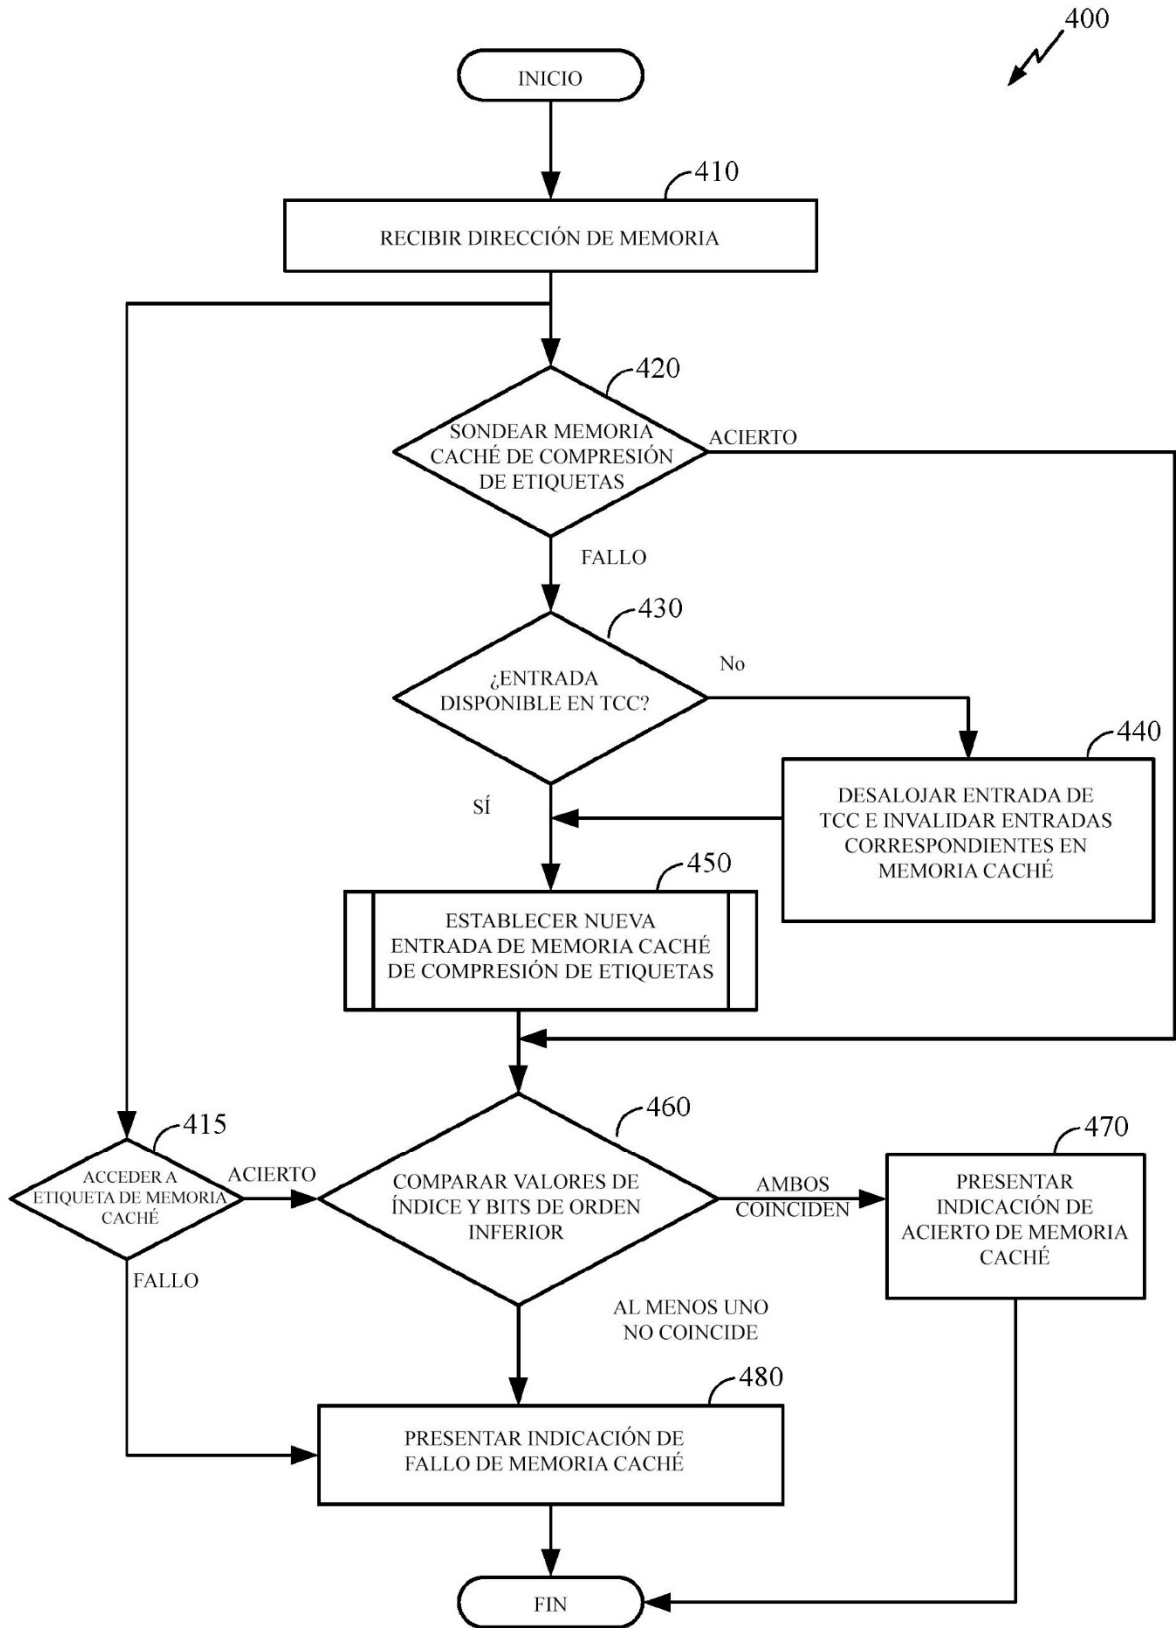 400
INICIO
410
RECIBIR DIRECCIÓN DE MEMORIA
420
SONDEAR MEMORIA
CACHÉ DE COMPRESIÓN
DE ETIQUETAS
ACIERTO
FALLO
430
¿ENTRADA
DISPONIBLE EN TCC?
No
SÍ
440
DESALOJAR ENTRADA DE
TCC E INVALIDAR ENTRADAS
CORRESPONDIENTES EN
MEMORIA CACHÉ
450
ESTABLECER NUEVA
ENTRADA DE MEMORIA CACHÉ
DE COMPRESIÓN DE ETIQUETAS
415
ACCEDER A
ETIQUETA DE MEMORIA
CACHÉ
ACIERTO
FALLO
460
COMPARAR VALORES DE
ÍNDICE Y BITS DE ORDEN
INFERIOR
AMBOS
COINCIDEN
470
PRESENTAR
INDICACIÓN DE
ACIERTO DE MEMORIA
CACHÉ
AL MENOS UNO
NO COINCIDE
480
PRESENTAR INDICACIÓN DE
FALLO DE MEMORIA CACHÉ
FIN